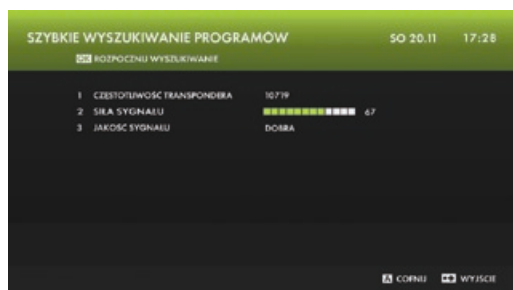 SZYBKIE WYSZUKIWANIE PROGRAMÓW SO 20.11 17:28
OK ROZPOCZNIJ WYSZUKIWANIE
1 CZĘSTOTLIWOŚĆ TRANSPONDERA 10719
2 SIŁA SYGNAŁU 67
3 JAKOŚĆ SYGNAŁU DOBRA
COFNIJ WYJŚCIE